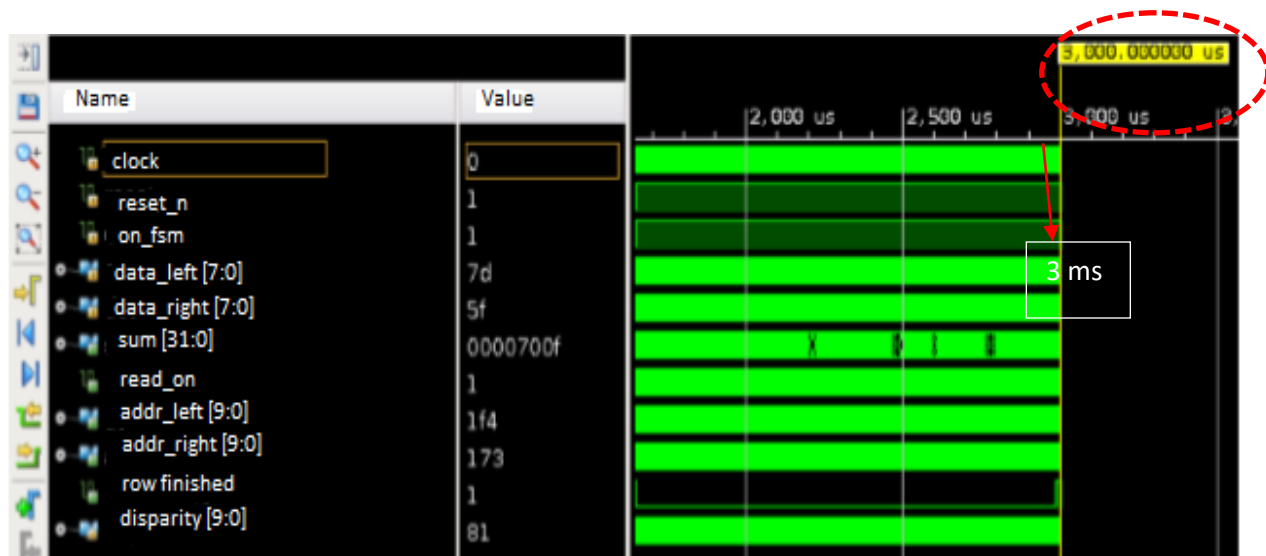 3,000.000000 us
Name Value
2,000 us 2,500 us 3,000 us 3,
clock 0
reset_n 1
on_fsm 1
data_left [7:0] 7d
3 ms
data_right [7:0] 5f
sum [31:0] 0000700f
read_on 1
addr_left [9:0] 1f4
addr_right [9:0] 173
row finished 1
disparity [9:0] 81